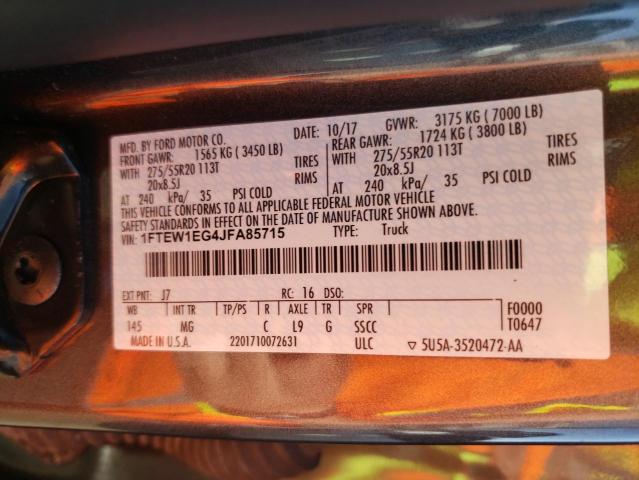 MFD. BY FORD MOTOR CO. DATE: 10/17 GVWR: 3175 KG ( 7000 LB)
FRONT GAWR: 1565 KG ( 3450 LB) REAR GAWR: 1724 KG ( 3800 LB)
WITH 275/55R20 113T TIRES WITH 275/55R20 113T TIRES
20x8.5J RIMS 20x8.5J RIMS
AT 240 kPa/ 35 PSI COLD AT 240 kPa/ 35 PSI COLD
THIS VEHICLE CONFORMS TO ALL APPLICABLE FEDERAL MOTOR VEHICLE
SAFETY STANDARDS IN EFFECT ON THE DATE OF MANUFACTURE SHOWN ABOVE.
VIN: 1FTEW1EG4JFA85715 TYPE: Truck
EXT PNT: J7 RC: 16 DSO:
WB INT TR TP/PS R AXLE TR SPR F0000
145 MG C L9 G SSCC T0647
MADE IN U.S.A. 2201710072631 ULC ▽ 5U5A-3520472-AA